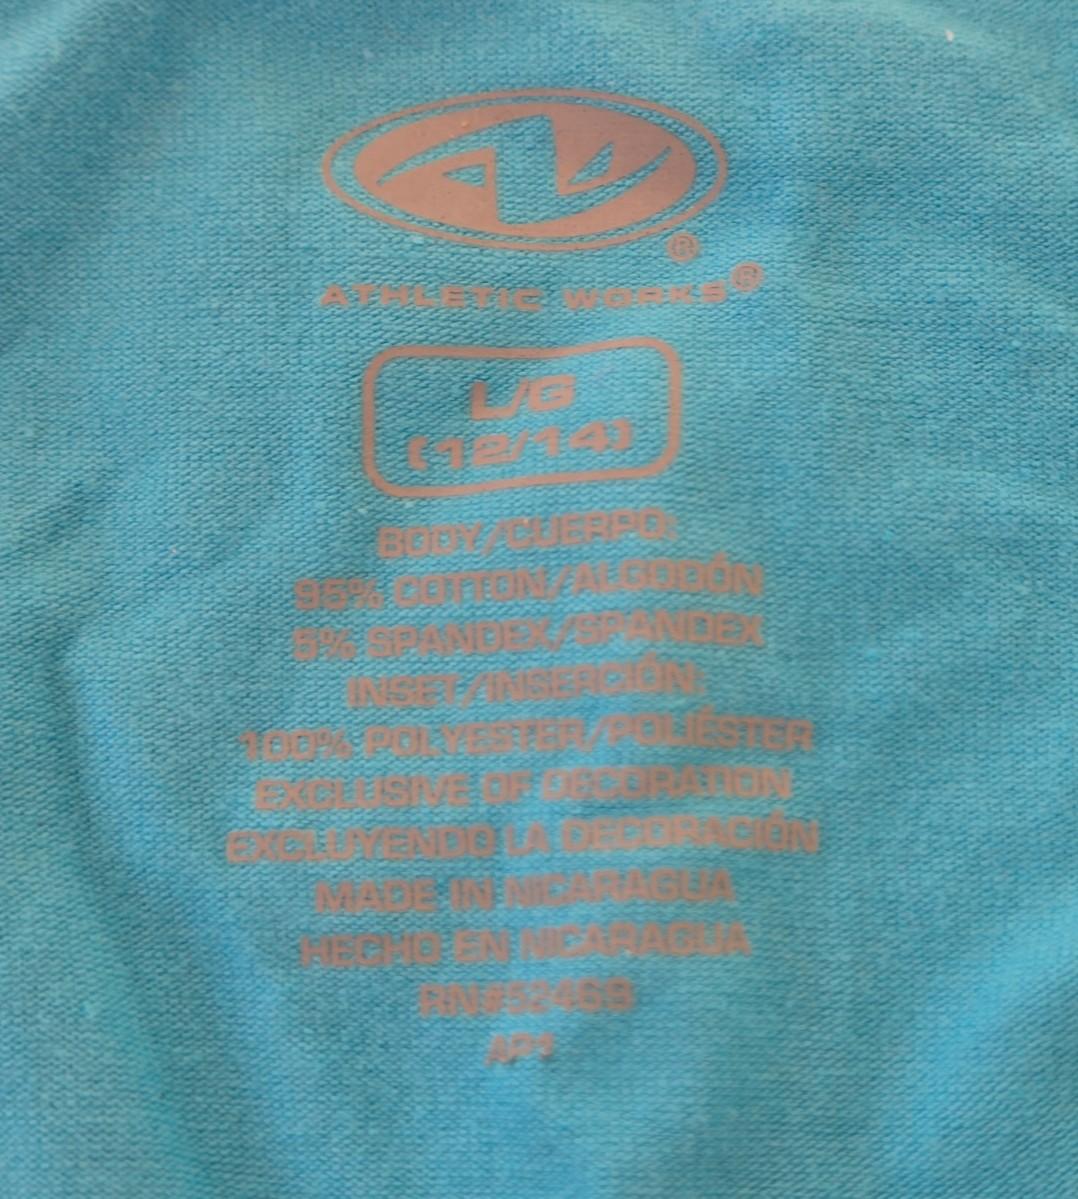 ®
ATHLETIC WORKS®
L/G
(12/14)
BODY/CUERPO:
95% COTTON/ALGODÓN
5% SPANDEX/SPANDEX
INSET/INSERCIÓN:
100% POLYESTER/POLIÉSTER
EXCLUSIVE OF DECORATION
EXCLUYENDO LA DECORACIÓN
MADE IN NICARAGUA
HECHO EN NICARAGUA
RN#52469
AP1